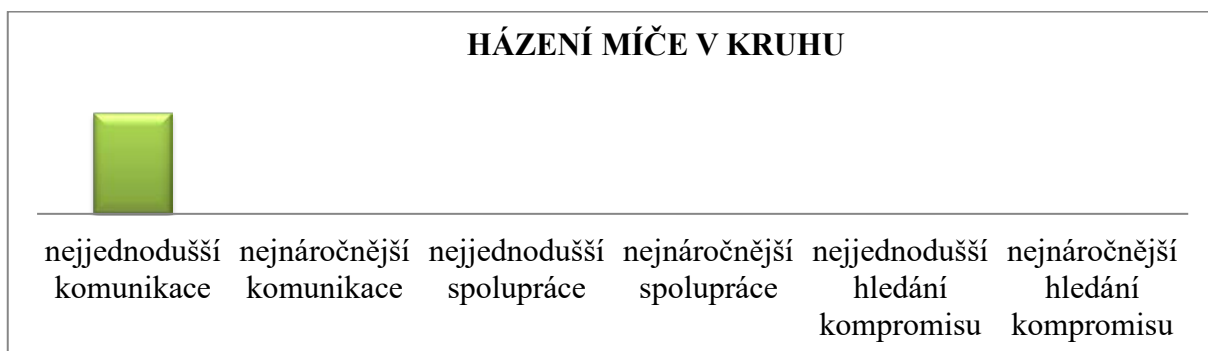 HÁZENÍ MÍČE V KRUHU
nejjednodušší nejnáročnější nejjednodušší nejnáročnější nejjednodušší nejnáročnější
komunikace komunikace spolupráce spolupráce hledání hledání
kompromisu kompromisu